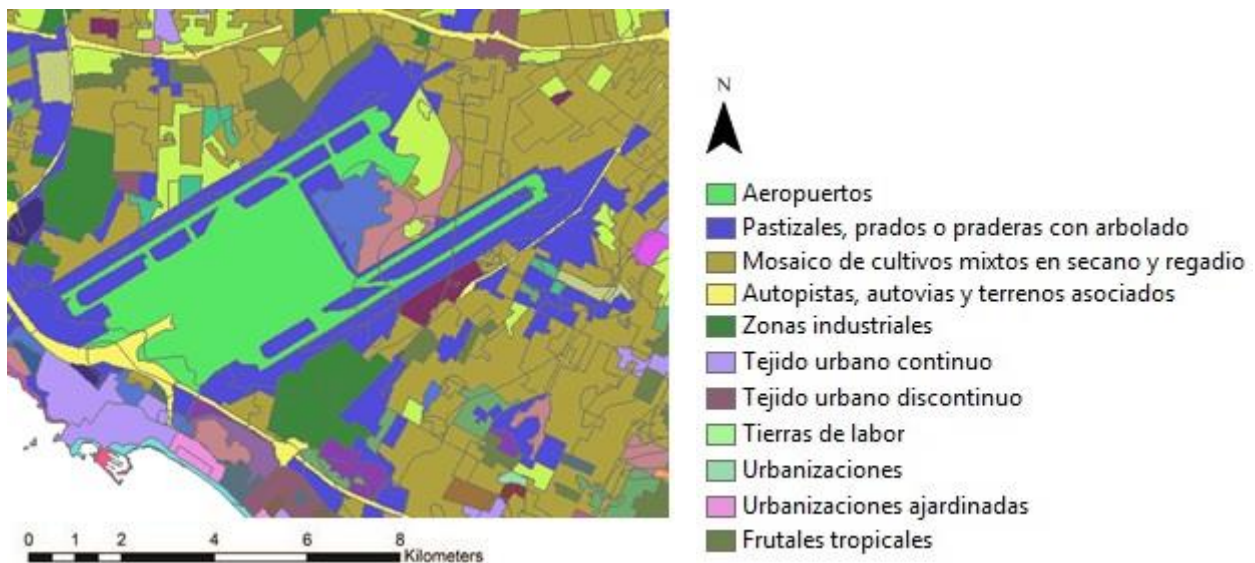 N
Aeropuertos
Pastizales, prados o praderas con arbolado
Mosaico de cultivos mixtos en secano y regadio
Autopistas, autovias y terrenos asociados
Zonas industriales
Tejido urbano continuo
Tejido urbano discontinuo
Tierras de labor
Urbanizaciones
Urbanizaciones ajardinadas
Frutales tropicales
0 1 2 4 6 8
Kilometers